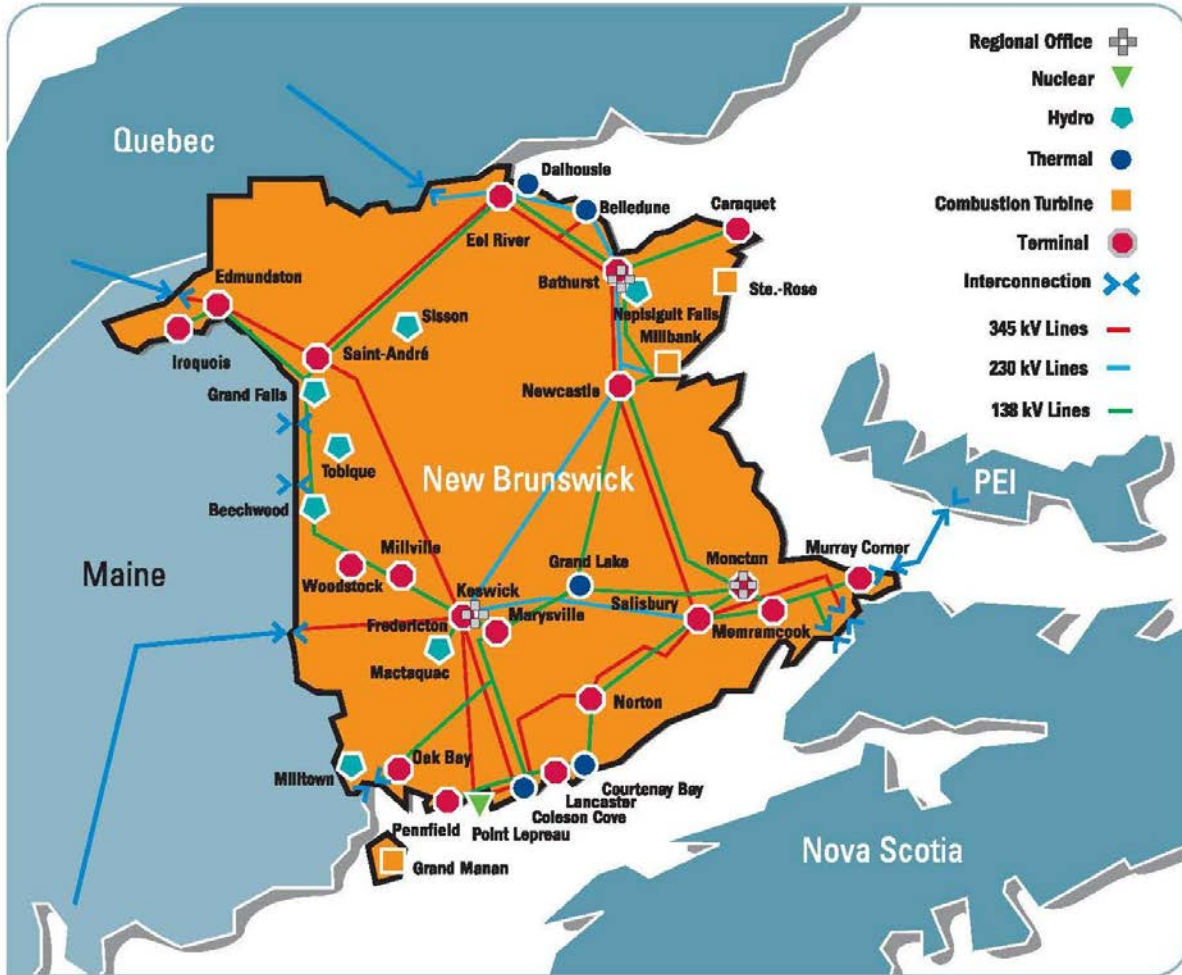 Regional Office
Nuclear
Hydro
Thermal
Combustion Turbine
Terminal
Interconnection
345 kV Lines
230 kV Lines
138 kV Lines
Quebec
Dalhousie
Belledune
Caraquet
Eel River
Edmundston
Bathurst
Ste.-Rose
Nepisiguit Falls
Sisson
Millbank
Iroquois
Saint-André
Grand Falls
Newcastle
Tobique
New Brunswick
PEI
Beechwood
Maine
Millville
Grand Lake
Moncton
Murray Corner
Woodstock
Keswick
Marysville
Salisbury
Fredericton
Memramcook
Mactaquac
Norton
Oak Bay
Milltown
Courtenay Bay
Lancaster
Coleson Cove
Pennfield
Point Lepreau
Grand Manan
Nova Scotia